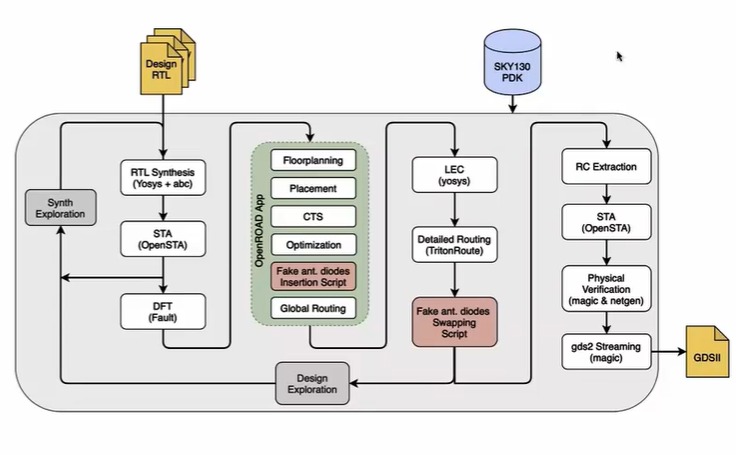 Design
RTL
SKY130
PDK
Synth
Exploration
RTL Synthesis
(Yosys + abc)
STA
(OpenSTA)
DFT
(Fault)
OpenROAD App
Floorplanning
Placement
CTS
Optimization
Fake ant. diodes
Insertion Script
Global Routing
LEC
(yosys)
Detailed Routing
(TritonRoute)
Fake ant. diodes
Swapping
Script
Design
Exploration
RC Extraction
STA
(OpenSTA)
Physical
Verification
(magic & netgen)
gds2 Streaming
(magic)
GDSII